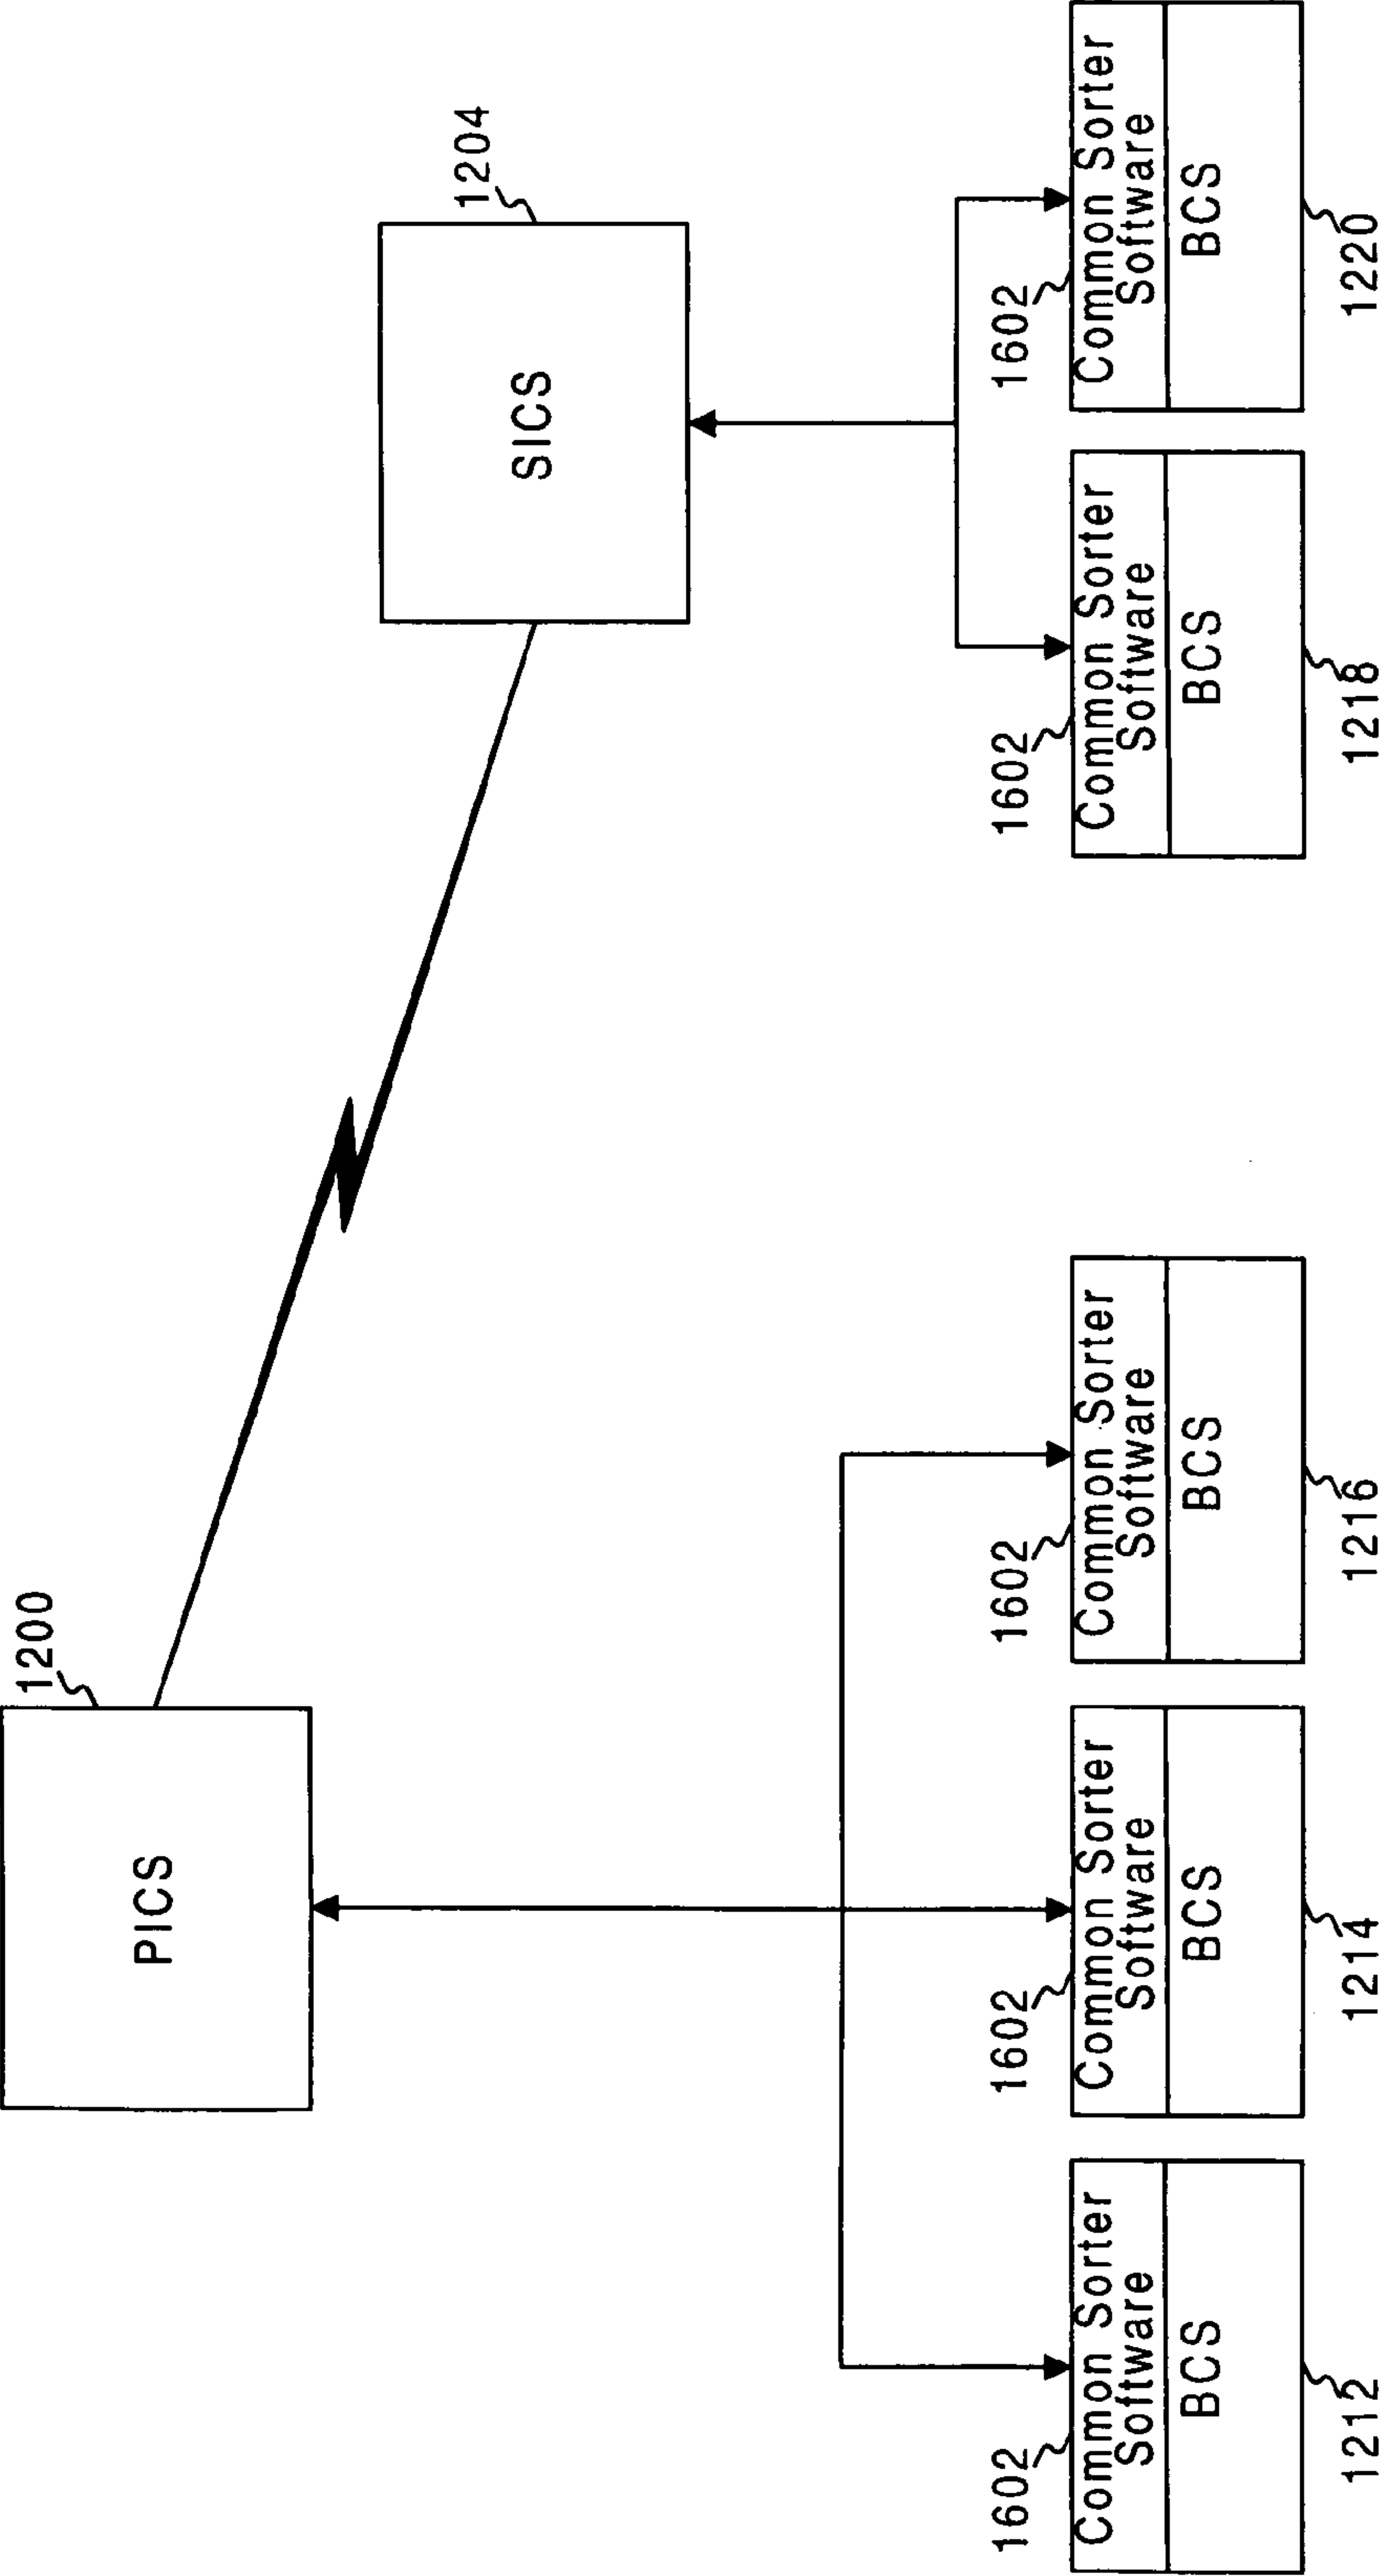 1200
PICS
1204
SICS
1602
Common Sorter
Software
BCS
1212
1602
Common Sorter
Software
BCS
1214
1602
Common Sorter
Software
BCS
1216
1602
Common Sorter
Software
BCS
1218
1602
Common Sorter
Software
BCS
1220